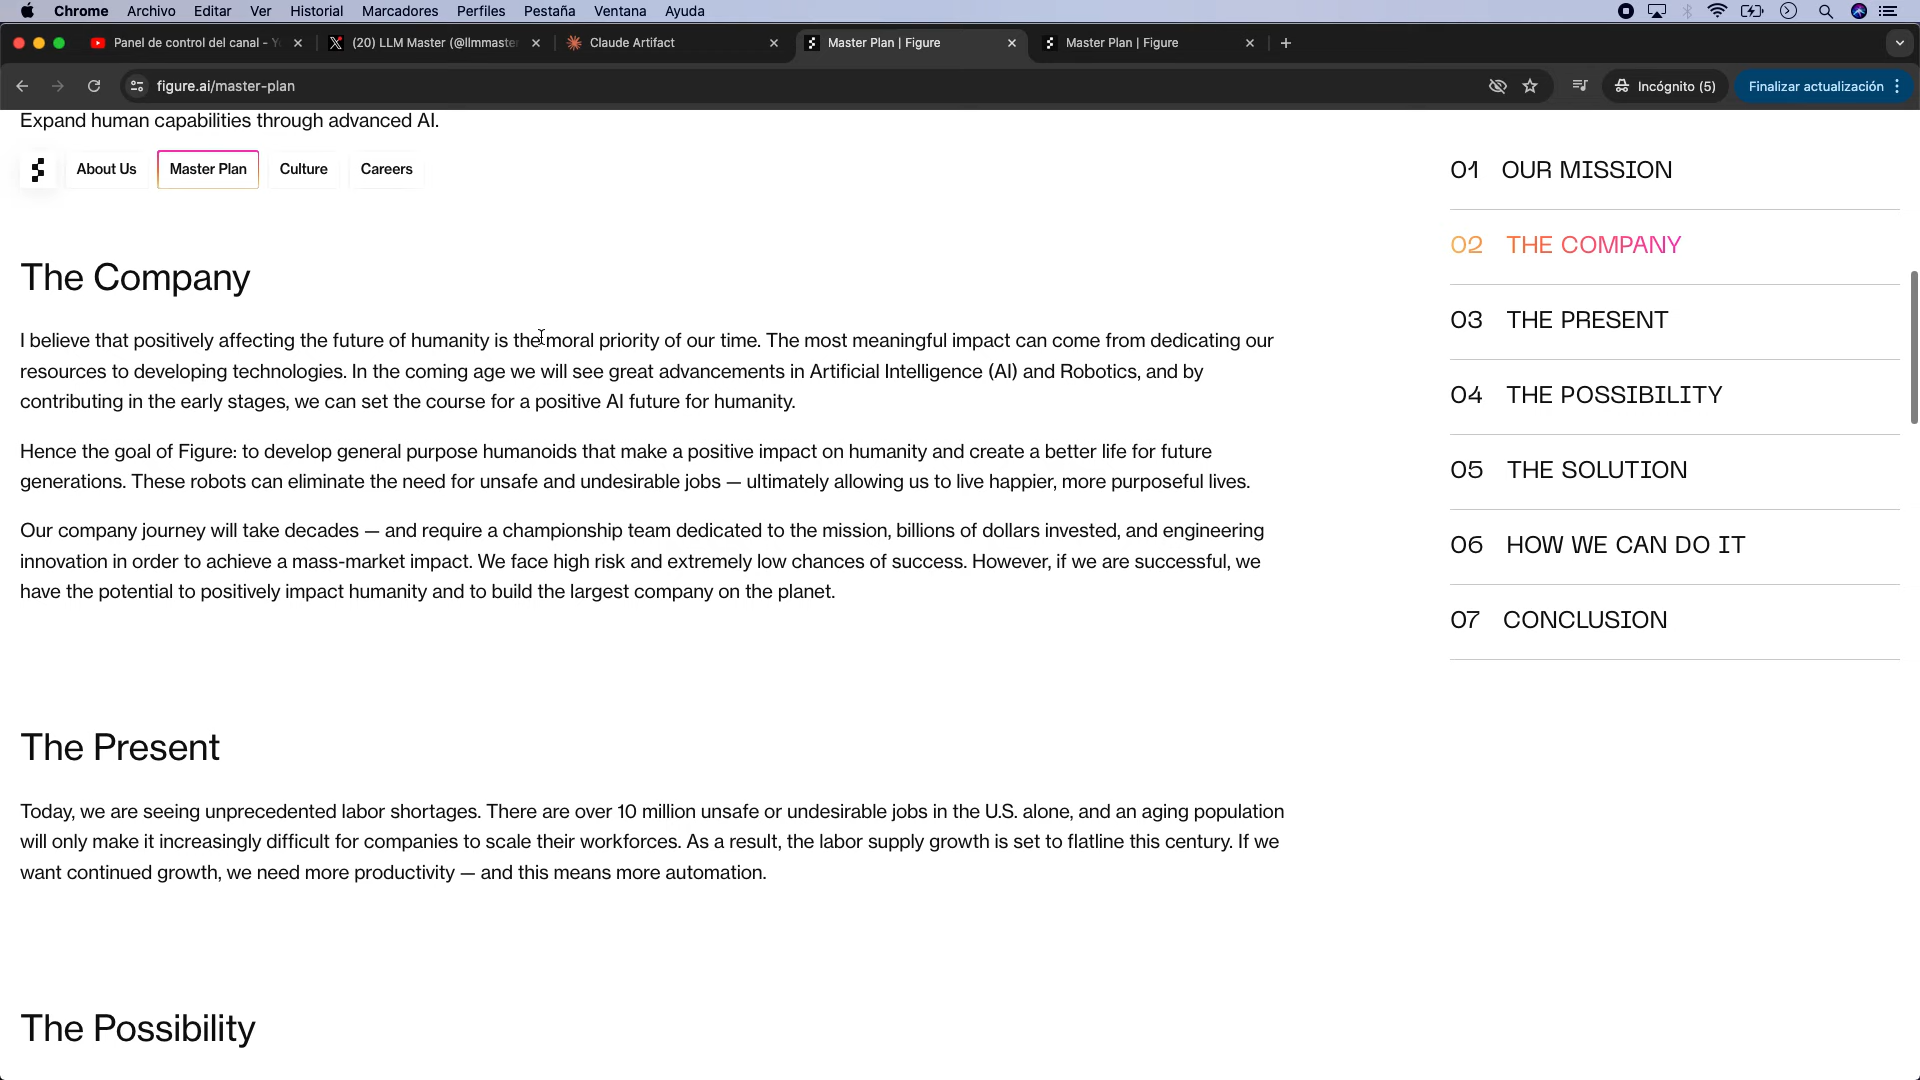 Chrome Archivo Editar Ver Historial Marcadores Perfiles Pestaña Ventana Ayuda
Panel de control del canal - Y (20) LLM Master (@llmmaster Claude Artifact Master Plan | Figure Master Plan | Figure
figure.ai/master-plan Incógnito (5) Finalizar actualización
Expand human capabilities through advanced AI.
About Us Master Plan Culture Careers
The Company
I believe that positively affecting the future of humanity is the moral priority of our time. The most meaningful impact can come from dedicating our
resources to developing technologies. In the coming age we will see great advancements in Artificial Intelligence (AI) and Robotics, and by
contributing in the early stages, we can set the course for a positive AI future for humanity.
Hence the goal of Figure: to develop general purpose humanoids that make a positive impact on humanity and create a better life for future
generations. These robots can eliminate the need for unsafe and undesirable jobs — ultimately allowing us to live happier, more purposeful lives.
Our company journey will take decades — and require a championship team dedicated to the mission, billions of dollars invested, and engineering
innovation in order to achieve a mass-market impact. We face high risk and extremely low chances of success. However, if we are successful, we
have the potential to positively impact humanity and to build the largest company on the planet.
The Present
Today, we are seeing unprecedented labor shortages. There are over 10 million unsafe or undesirable jobs in the U.S. alone, and an aging population
will only make it increasingly difficult for companies to scale their workforces. As a result, the labor supply growth is set to flatline this century. If we
want continued growth, we need more productivity — and this means more automation.
The Possibility
01 OUR MISSION
02 THE COMPANY
03 THE PRESENT
04 THE POSSIBILITY
05 THE SOLUTION
06 HOW WE CAN DO IT
07 CONCLUSION